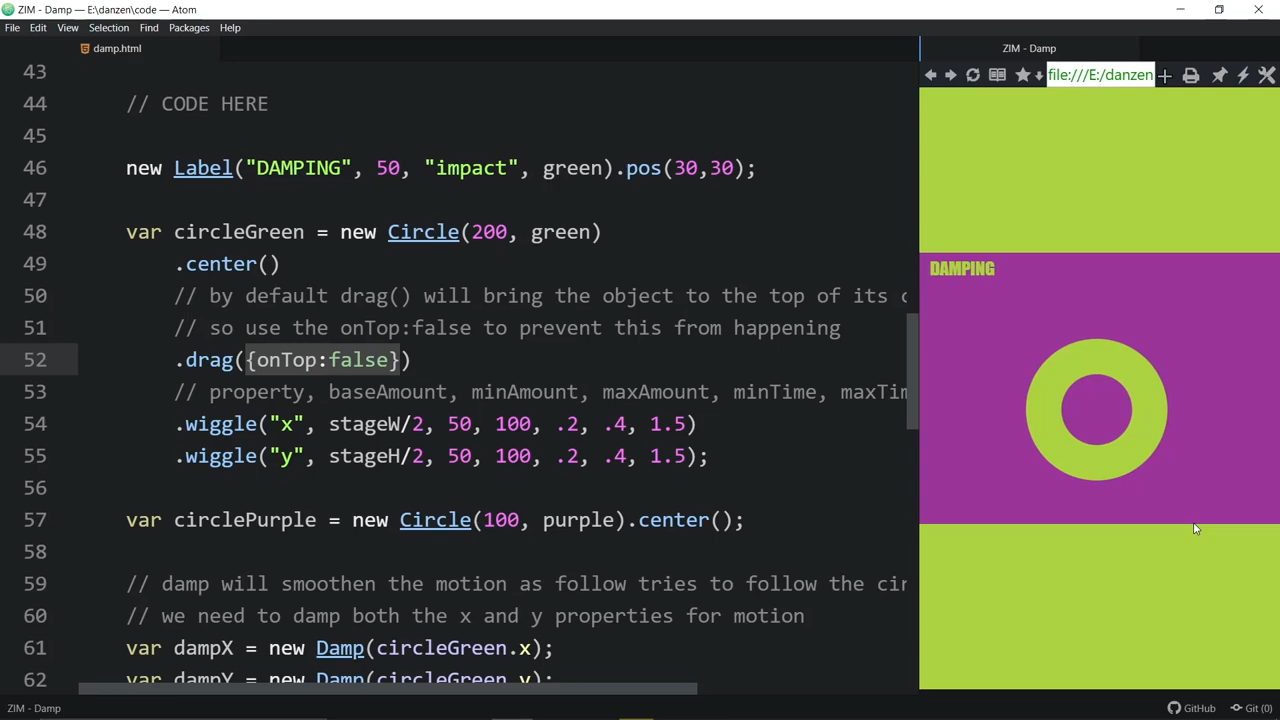 ZIM - Damp — E:\danzen\code — Atom
File Edit View Selection Find Packages Help
damp.html
ZIM - Damp
file:///E:/danzen
43
44 // CODE HERE
45
46 new Label("DAMPING", 50, "impact", green).pos(30,30);
47
48 var circleGreen = new Circle(200, green)
49 .center()
50 // by default drag() will bring the object to the top of its c
51 // so use the onTop:false to prevent this from happening
52 .drag({onTop:false})
53 // property, baseAmount, minAmount, maxAmount, minTime, maxTim
54 .wiggle("x", stageW/2, 50, 100, .2, .4, 1.5)
55 .wiggle("y", stageH/2, 50, 100, .2, .4, 1.5);
56
57 var circlePurple = new Circle(100, purple).center();
58
59 // damp will smoothen the motion as follow tries to follow the cir
60 // we need to damp both the x and y properties for motion
61 var dampX = new Damp(circleGreen.x);
62 var dampY = new Damp(circleGreen.y);
DAMPING
ZIM - Damp
GitHub Git (0)